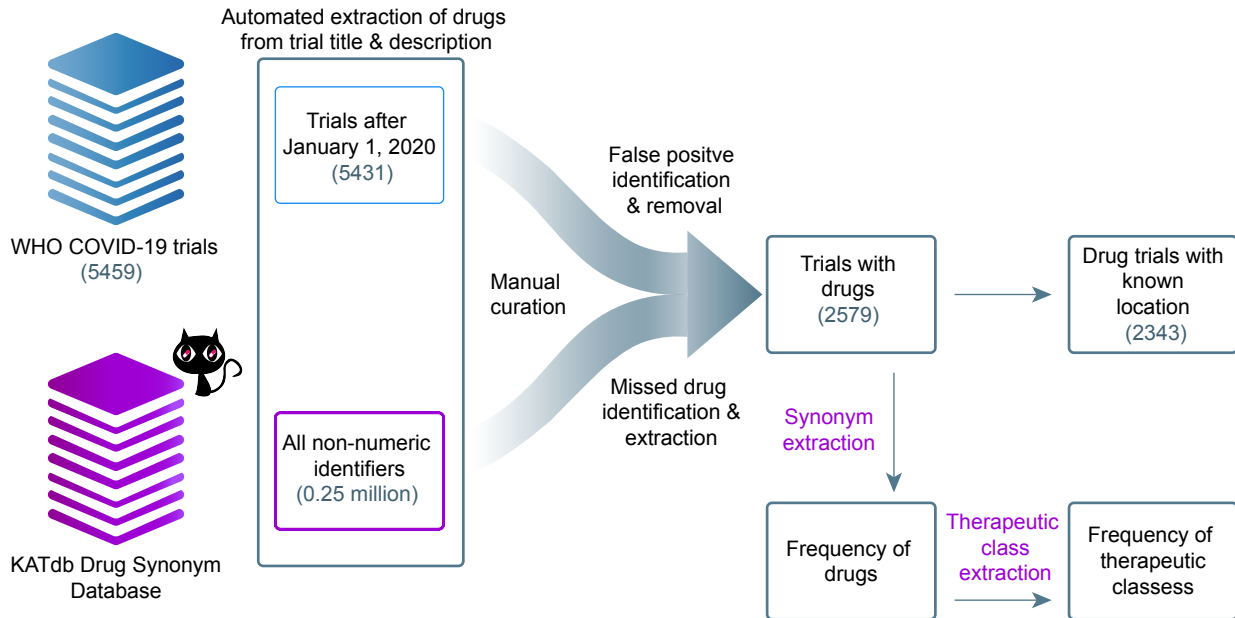 Automated extraction of drugs
from trial title & description
WHO COVID-19 trials
(5459)
Trials after
January 1, 2020
(5431)
KATdb Drug Synonym
Database
All non-numeric
identifiers
(0.25 million)
Manual
curation
False positve
identification
& removal
Missed drug
identification &
extraction
Trials with
drugs
(2579)
Drug trials with
known
location
(2343)
Synonym
extraction
Frequency of
drugs
Therapeutic
class
extraction
Frequency of
therapeutic
classess